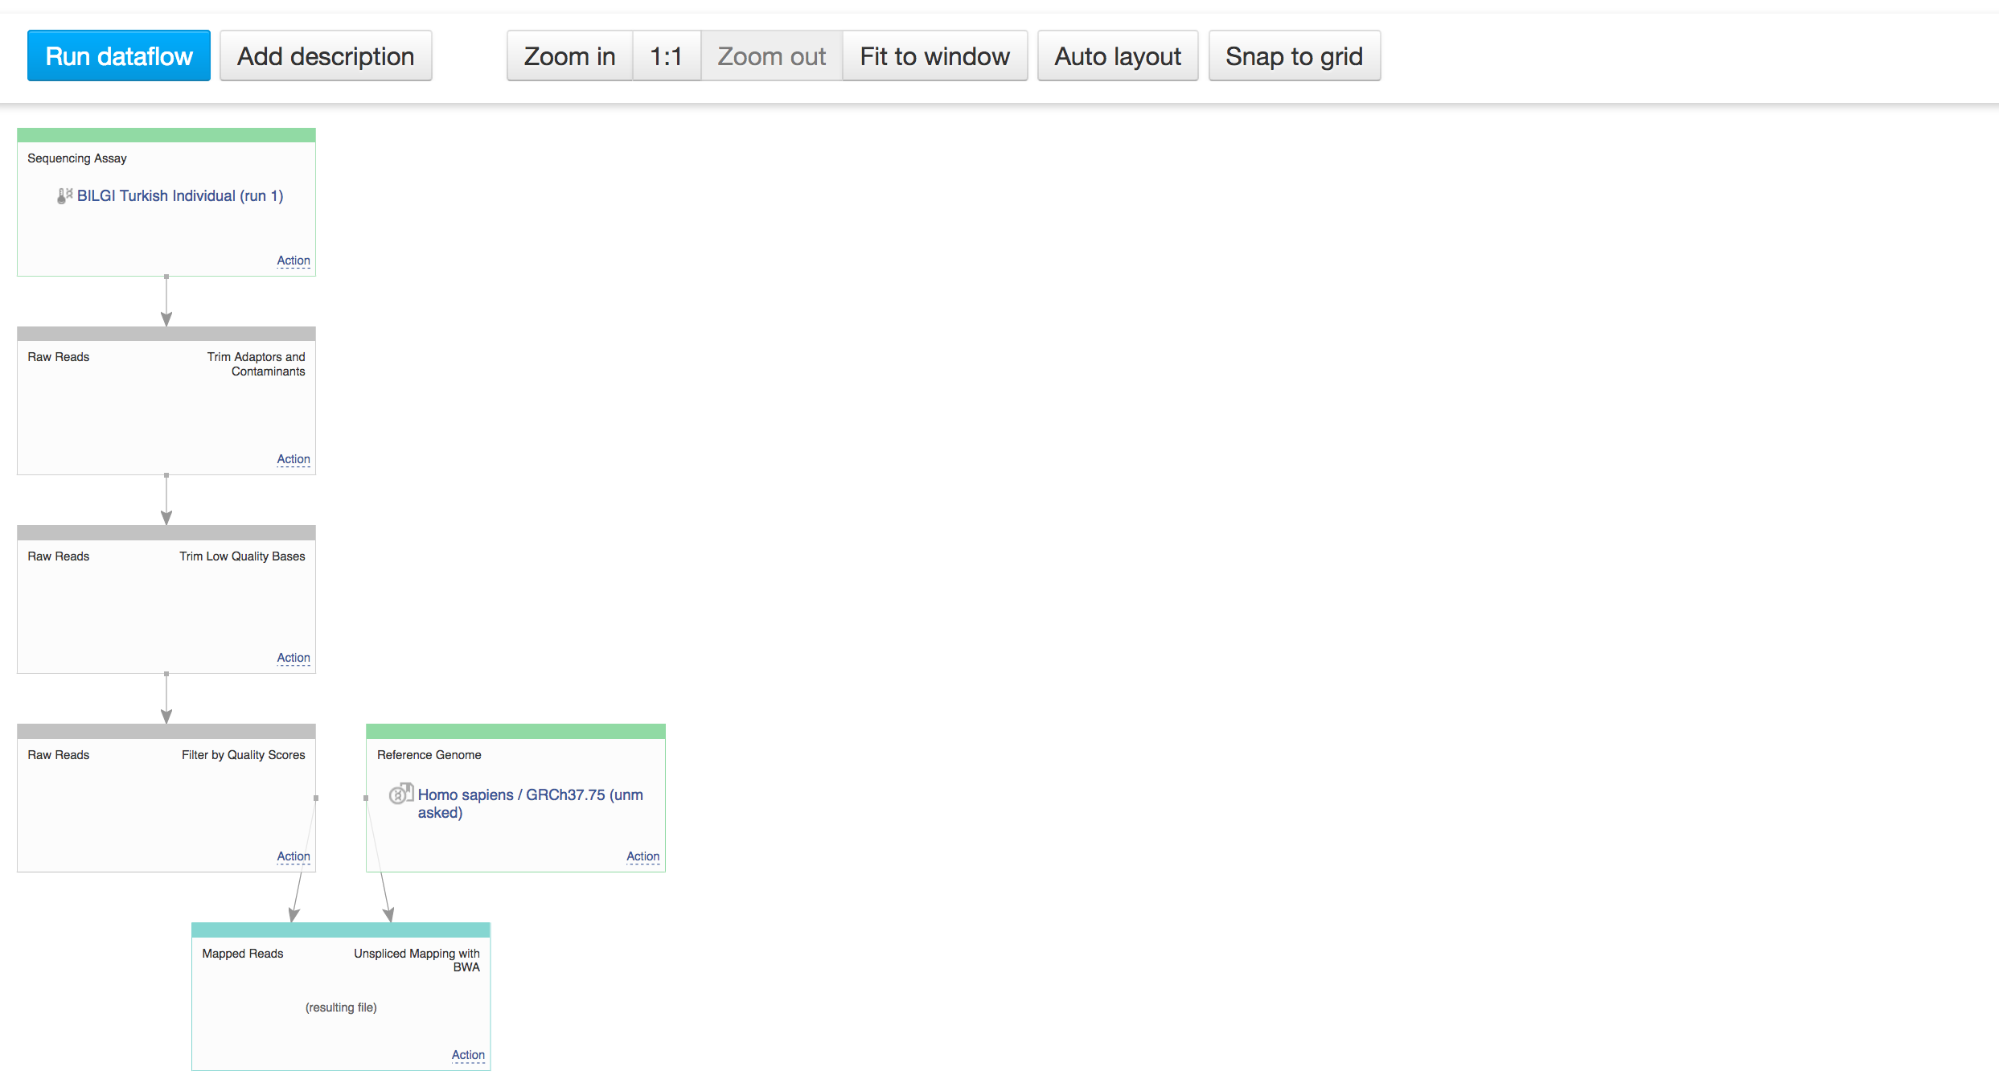 Run dataflow
Add description
Zoom in
1:1
Zoom out
Fit to window
Auto layout
Snap to grid
Sequencing Assay
BILGI Turkish Individual (run 1)
Action
Raw Reads
Trim Adaptors and
Contaminants
Action
Raw Reads
Trim Low Quality Bases
Action
Raw Reads
Filter by Quality Scores
Action
Reference Genome
Homo sapiens / GRCh37.75 (unm
asked)
Action
Mapped Reads
Unspliced Mapping with
BWA
(resulting file)
Action